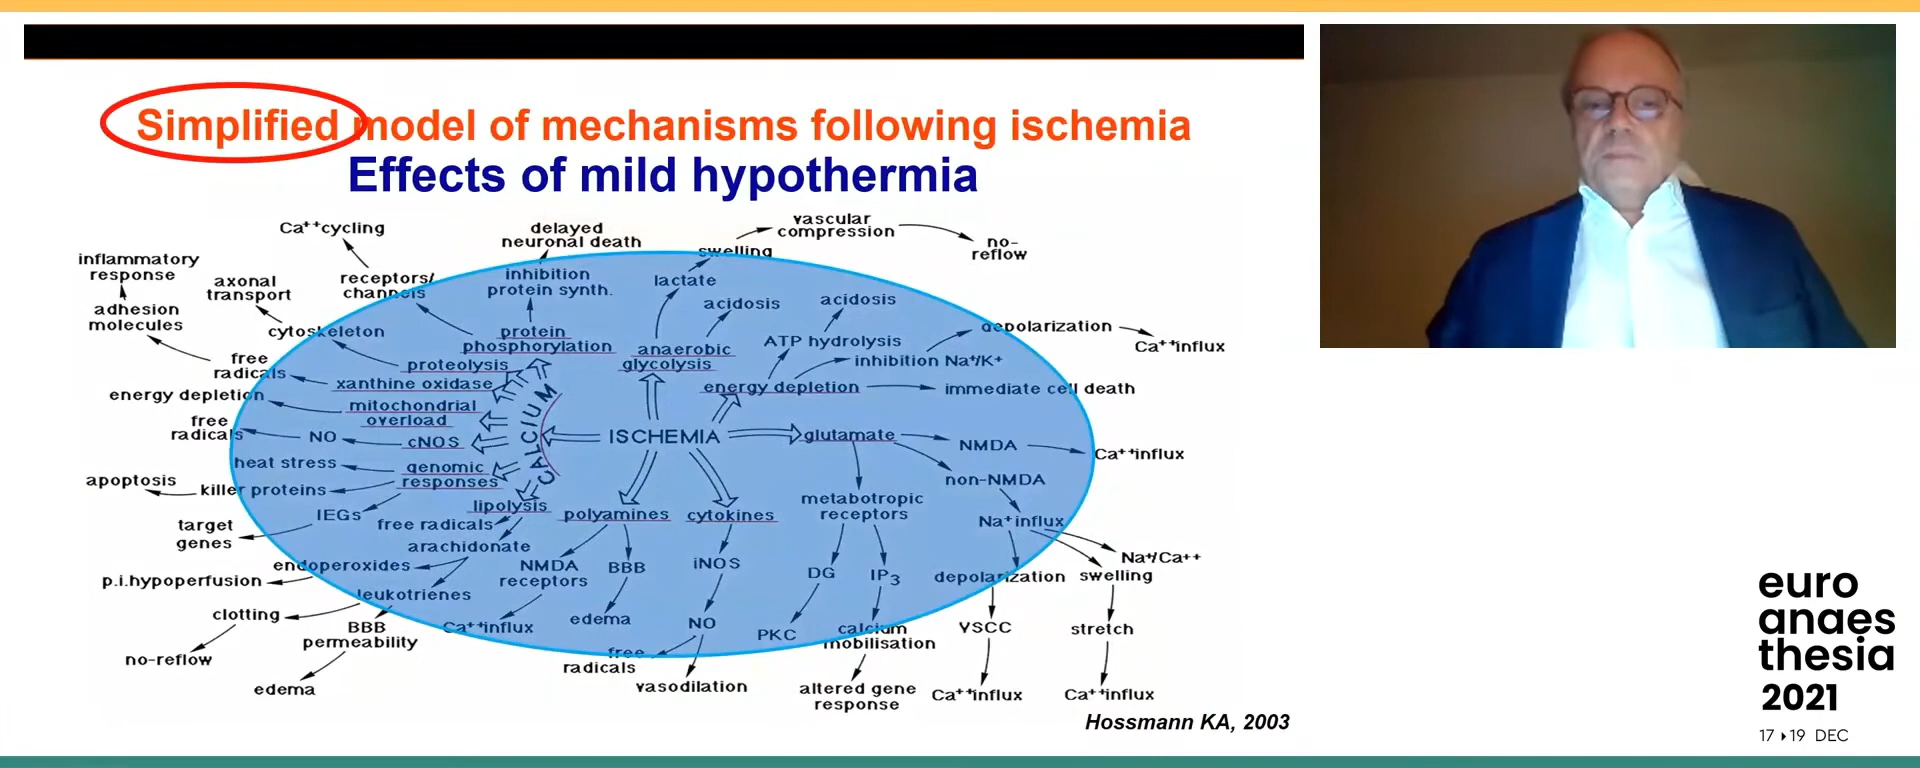 Simplified model of mechanisms following ischemia
Effects of mild hypothermia
Ca++cycling
delayed
neuronal death
swelling
vascular
compression
no-
reflow
inflammatory
response
axonal
transport
receptors/
channels
inhibition
protein synth.
lactate
acidosis
acidosis
adhesion
molecules
cytoskeleton
protein
phosphorylation
anaerobic
glycolysis
ATP hydrolysis
depolarization
Ca++influx
free
radicals
proteolysis
xanthine oxidase
inhibition Na+/K+
energy depletion
immediate cell death
energy depletion
mitochondrial
overload
free
radicals
NO
cNOS
CALCIUM
ISCHEMIA
glutamate
NMDA
Ca++influx
heat stress
genomic
responses
non-NMDA
apoptosis
killer proteins
IEGs
target
genes
lipolysis
free radicals
polyamines
cytokines
metabotropic
receptors
Na+influx
arachidonate
endoperoxides
p.i.hypoperfusion
leukotrienes
NMDA
receptors
BBB
iNOS
DG
IP3
depolarization
swelling
Na+/Ca++
clotting
no-reflow
BBB
permeability
edema
Ca++influx
edema
NO
free
radicals
vasodilation
PKC
calcium
mobilisation
altered gene
response
VSCC
Ca++influx
stretch
Ca++influx
Hossmann KA, 2003
euro
anaes
thesia
2021
17 ▸ 19 DEC